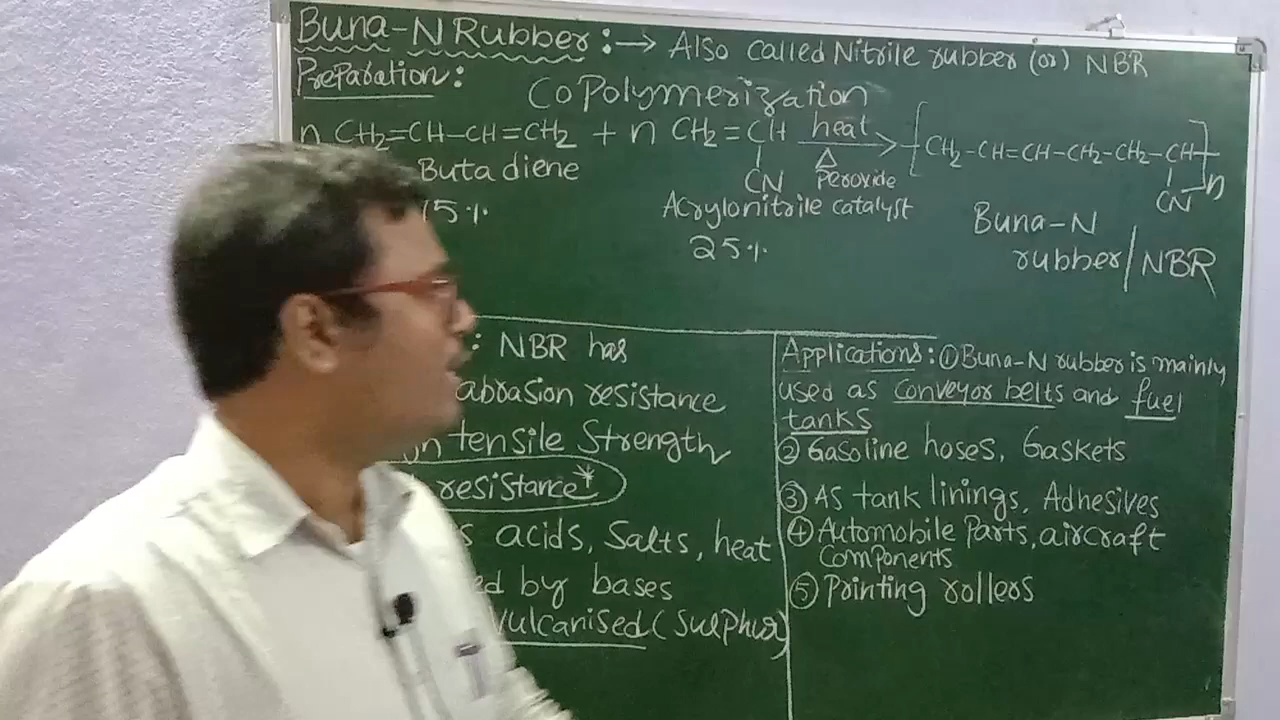 Buna-N Rubber :→ Also called Nitrile rubber (or) NBR
Preparation :
CoPolymerization
n CH2=CH-CH=CH2 + n CH2=CH heat [CH2-CH=CH-CH2-CH2-CH]n
Butadiene CN Δ Peroxide CN
Acrylonitrile catalyst
5% 25% Buna-N
rubber/NBR
: NBR has
abrasion resistance
tensile Strength
resistance*
acids, Salts, heat
ed by bases
Vulcanised (Sulphur)
Applications : ① Buna-N rubber is mainly
used as conveyor belts and fuel
tanks
② Gasoline hoses, Gaskets
③ As tank linings, Adhesives
④ Automobile Parts, aircraft
components
⑤ Printing rollers